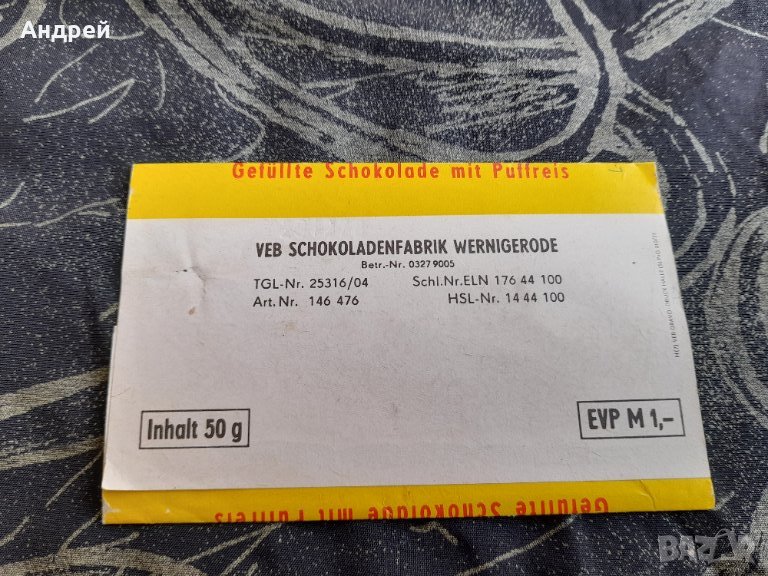 Андрей
Gefüllte Schokolade mit Puffreis
VEB SCHOKOLADENFABRIK WERNIGERODE
Betr.-Nr. 0327 9005
TGL-Nr. 25316/04 Schl.Nr.ELN 176 44 100
Art.Nr. 146 476 HSL-Nr. 14 44 100
Inhalt 50 g
EVP M 1,–
Gefüllte Schokolade mit Puffreis
BAZAR